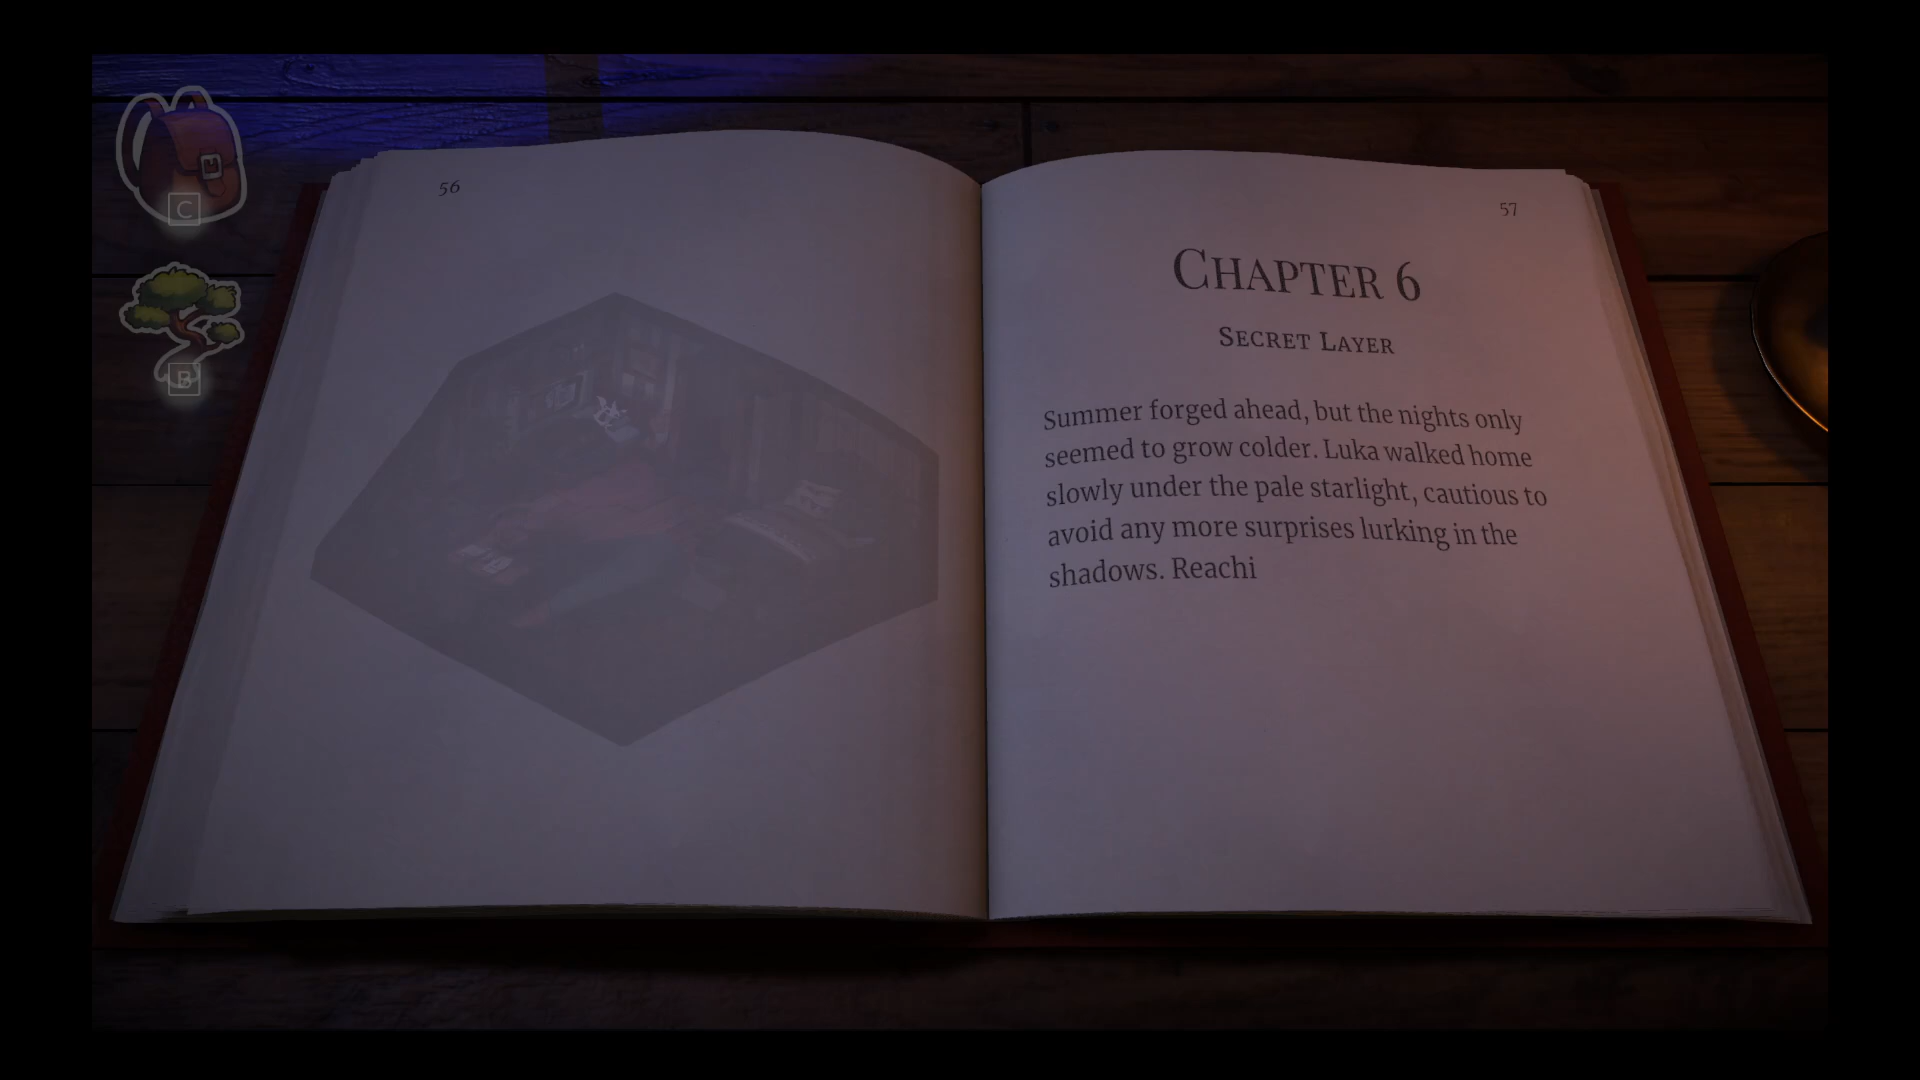 C
B
56
57
Chapter 6
Secret Layer
Summer forged ahead, but the nights only
seemed to grow colder. Luka walked home
slowly under the pale starlight, cautious to
avoid any more surprises lurking in the
shadows. Reachi